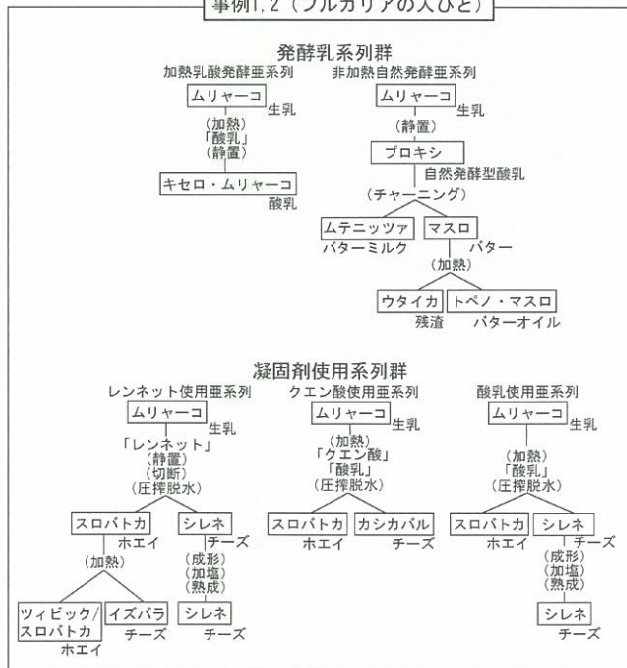 事例1,2 (ブルガリアの人びと)
発酵乳系列群
加熱乳酸発酵亜系列 非加熱自然発酵亜系列
ムリャーコ ムリャーコ
生乳 生乳
(加熱)
「酸乳」
(静置)
(静置)
プロキシ
自然発酵型酸乳
キセロ・ムリャーコ
酸乳
(チャーニング)
ムテニッツァ マスロ
バターミルク バター
(加熱)
ウタイカ トペノ・マスロ
残渣 バターオイル
凝固剤使用系列群
レンネット使用亜系列 クエン酸使用亜系列 酸乳使用亜系列
ムリャーコ ムリャーコ ムリャーコ
生乳 生乳 生乳
「レンネット」
(静置)
(切断)
(圧搾脱水)
(加熱)
「クエン酸」
「酸乳」
(圧搾脱水)
(加熱)
「酸乳」
(圧搾脱水)
スロバトカ シレネ スロバトカ カシカバル スロバトカ シレネ
ホエイ チーズ ホエイ チーズ ホエイ チーズ
(加熱)
(成形)
(加塩)
(熟成)
(成形)
(加塩)
(熟成)
ツィビック/
スロバトカ
イズバラ シレネ シレネ
ホエイ チーズ チーズ チーズ